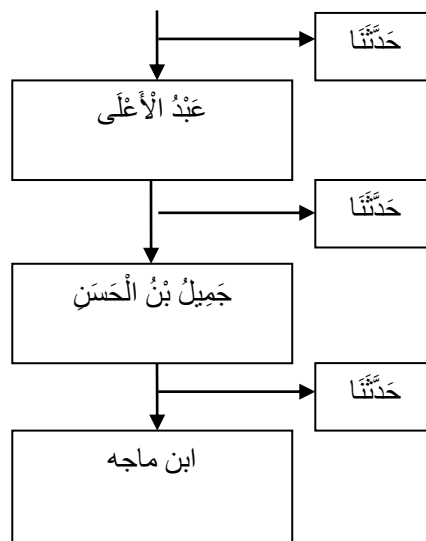 حَدَّثَنَا
عَبْدُ الْأَعْلَى
حَدَّثَنَا
جَمِيلُ بْنُ الْحَسَنِ
حَدَّثَنَا
ابن ماجه